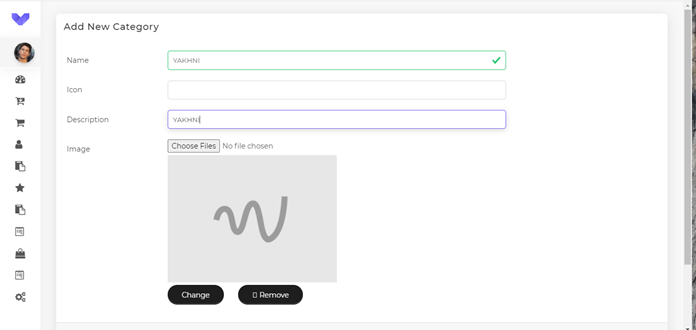 Add New Category
Name
YAKHNI
Icon
Description
YAKHNI
Image
Choose Files No file chosen
Change
Remove